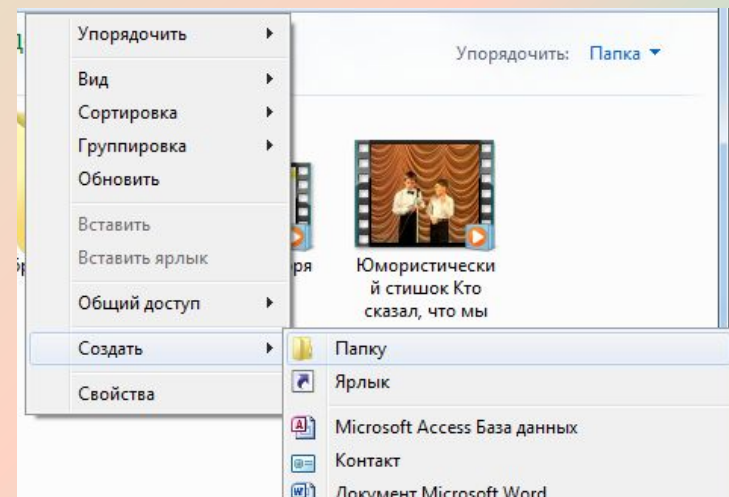 Упорядочить
Вид
Сортировка
Группировка
Обновить
Вставить
Вставить ярлык
Общий доступ
Создать
Свойства
Упорядочить: Папка
ря
Юмористически
й стишок Кто
сказал, что мы
Папку
Ярлык
Microsoft Access База данных
Контакт
Документ Microsoft Word